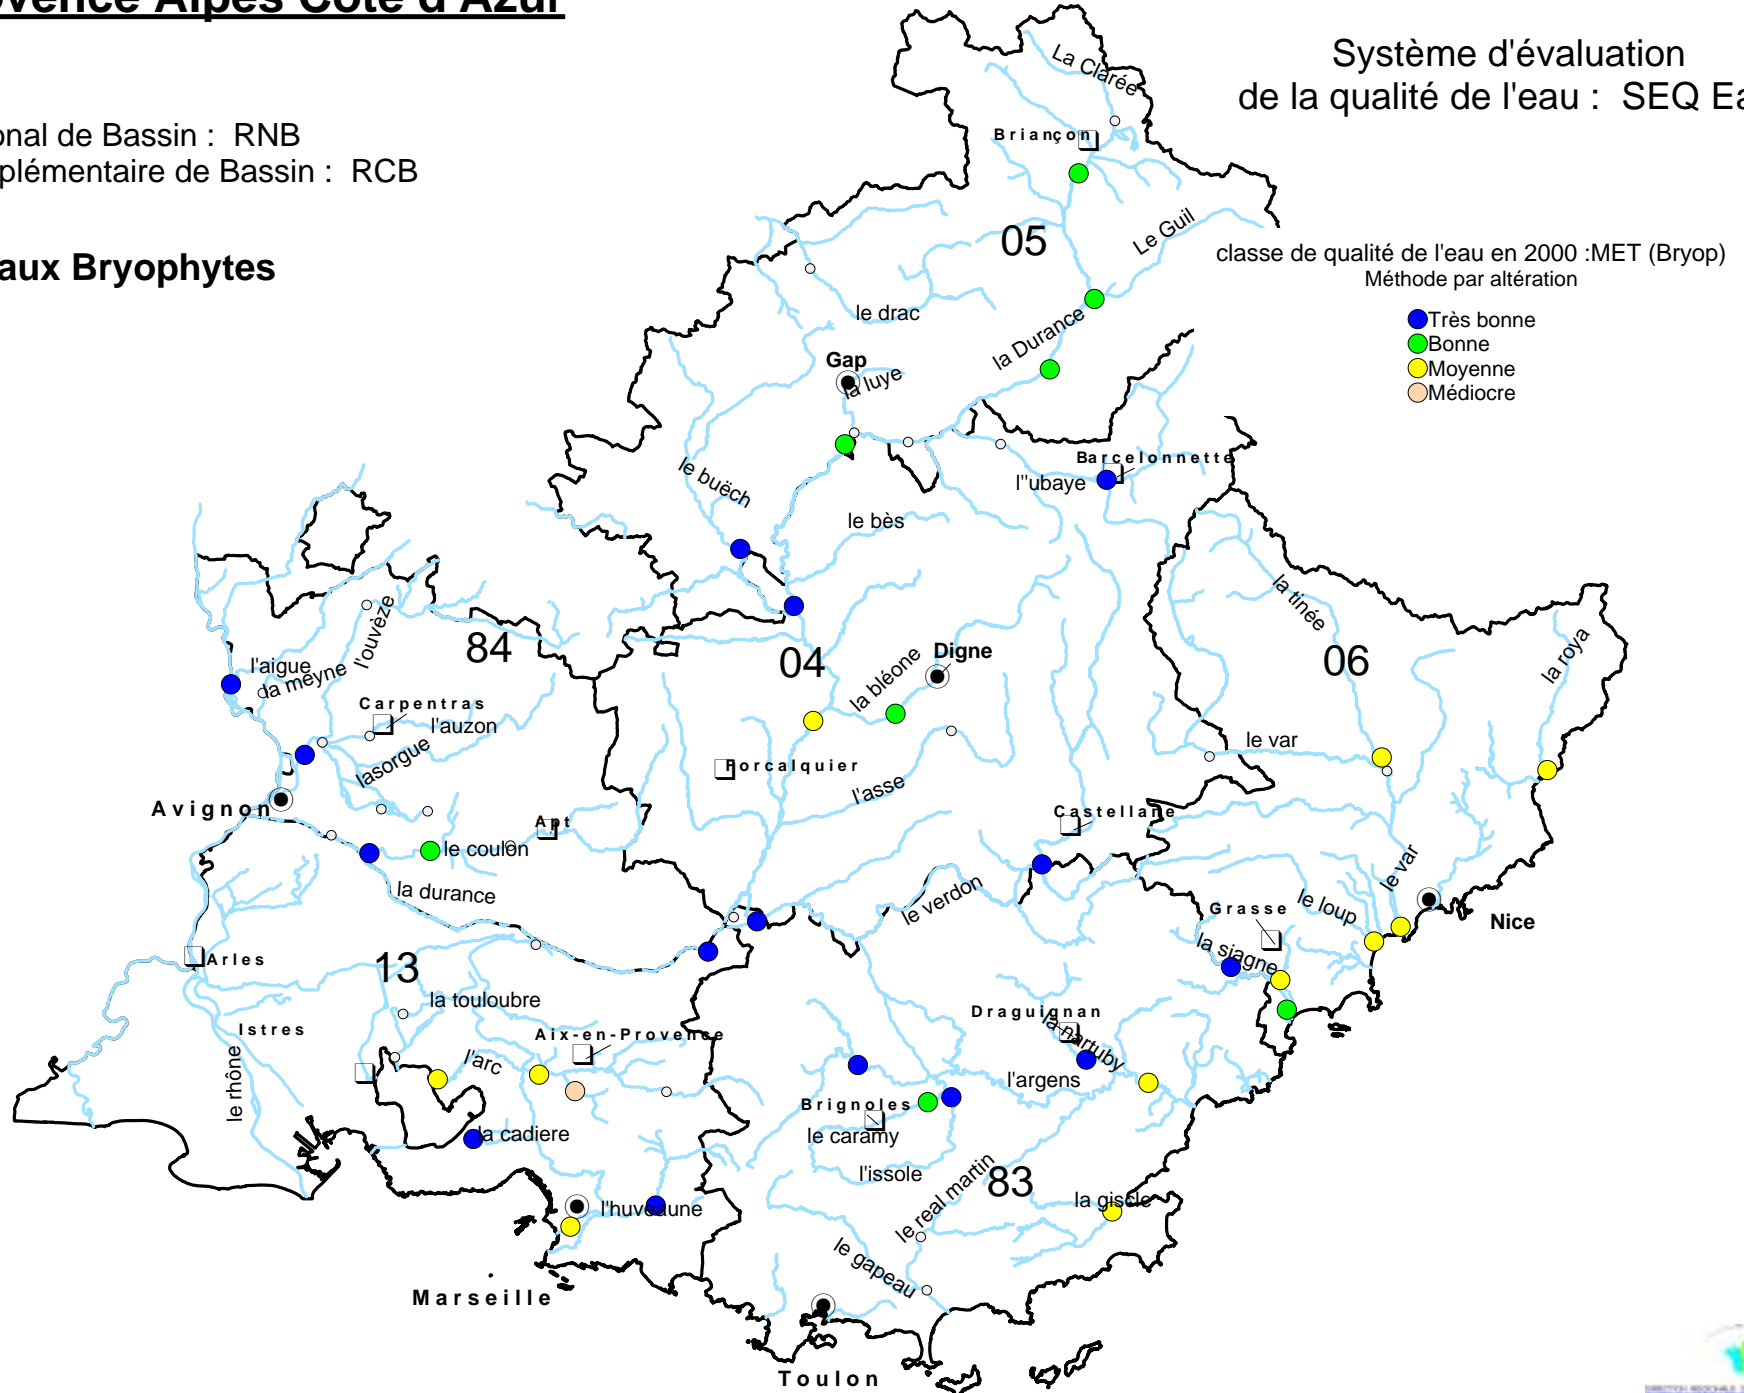 ovence Alpes Côte d'Azur
Système d'évaluation
de la qualité de l'eau : SEQ Ea
onal de Bassin : RNB
plémentaire de Bassin : RCB
aux Bryophytes
classe de qualité de l'eau en 2000 :MET (Bryop)
Méthode par altération
Très bonne
Bonne
Moyenne
Médiocre
La Clarée
Briançon
05
Le Guil
le drac
la Durance
Gap
la luye
le buëch
Barcelonnette
l''ubaye
le bès
la tinée
l'ouvèze
84
l'aigue
la meyne
04
Digne
la bléone
06
la roya
Carpentras
l'auzon
lasorgue
le var
Forcalquier
l'asse
Avignon
Apt
Castellane
le coulon
la durance
le verdon
le var
le loup
Grasse
Nice
la siagne
Arles
13
la touloubre
Istres
Aix-en-Provence
Draguignan
la nartuby
l'arc
l'argens
le rhône
Brignoles
la cadiere
le caramy
l'issole
le real martin
83
la giscle
l'huveaune
le gapeau
Marseille
Toulon